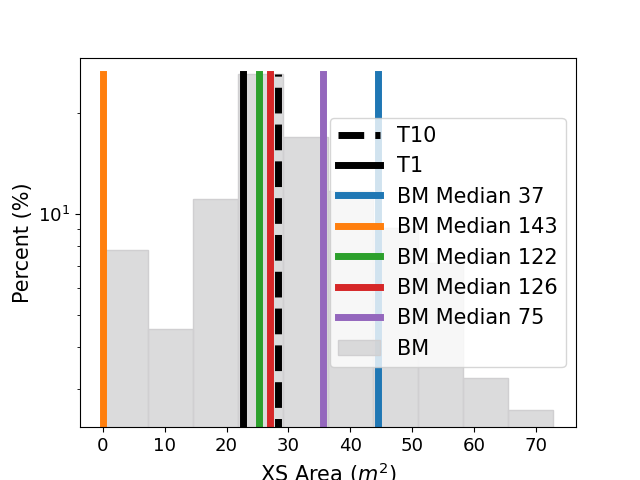 Percent (%)
10¹
T10
T1
BM Median 37
BM Median 143
BM Median 122
BM Median 126
BM Median 75
BM
0 10 20 30 40 50 60 70
XS Area (m²)